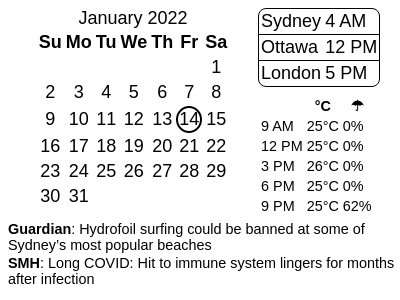 January 2022
Su Mo Tu We Th Fr Sa
1
2 3 4 5 6 7 8
9 10 11 12 13 14 15
16 17 18 19 20 21 22
23 24 25 26 27 28 29
30 31
Sydney 4 AM
Ottawa 12 PM
London 5 PM
°C ☂
9 AM 25°C 0%
12 PM 25°C 0%
3 PM 26°C 0%
6 PM 25°C 0%
9 PM 25°C 62%
Guardian: Hydrofoil surfing could be banned at some of
Sydney’s most popular beaches
SMH: Long COVID: Hit to immune system lingers for months
after infection